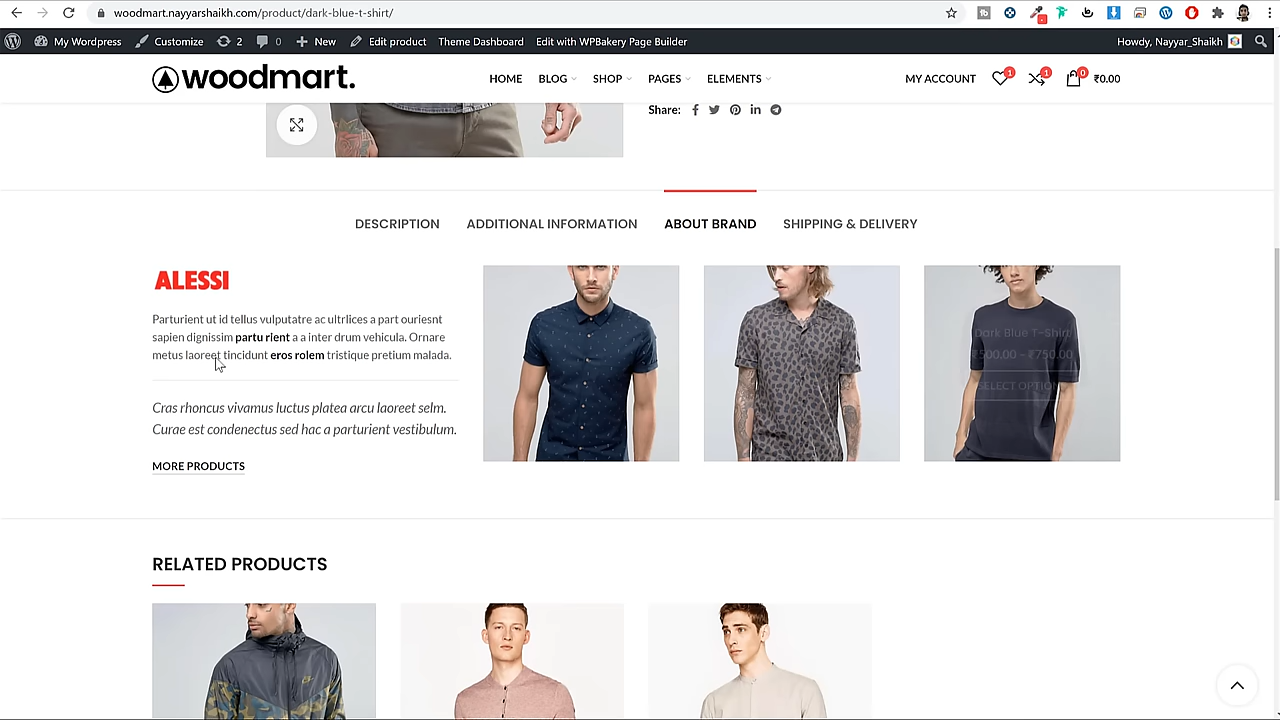 woodmart.nayyarshaikh.com/product/dark-blue-t-shirt/
My Wordpress Customize 2 0 New Edit product Theme Dashboard Edit with WPBakery Page Builder Howdy, Nayyar_Shaikh
woodmart. HOME BLOG SHOP PAGES ELEMENTS MY ACCOUNT 1 1 0 ₹0.00
Share:
DESCRIPTION ADDITIONAL INFORMATION ABOUT BRAND SHIPPING & DELIVERY
ALESSI
Parturient ut id tellus vulputatre ac ultrlices a part ouriesnt
sapien dignissim partu rient a a inter drum vehicula. Ornare
metus laoreet tincidunt eros rolem tristique pretium malada.
Cras rhoncus vivamus luctus platea arcu laoreet selm.
Curae est condenectus sed hac a parturient vestibulum.
MORE PRODUCTS
Dark Blue T-Shirt
₹500.00 – ₹750.00
SELECT OPTION
RELATED PRODUCTS